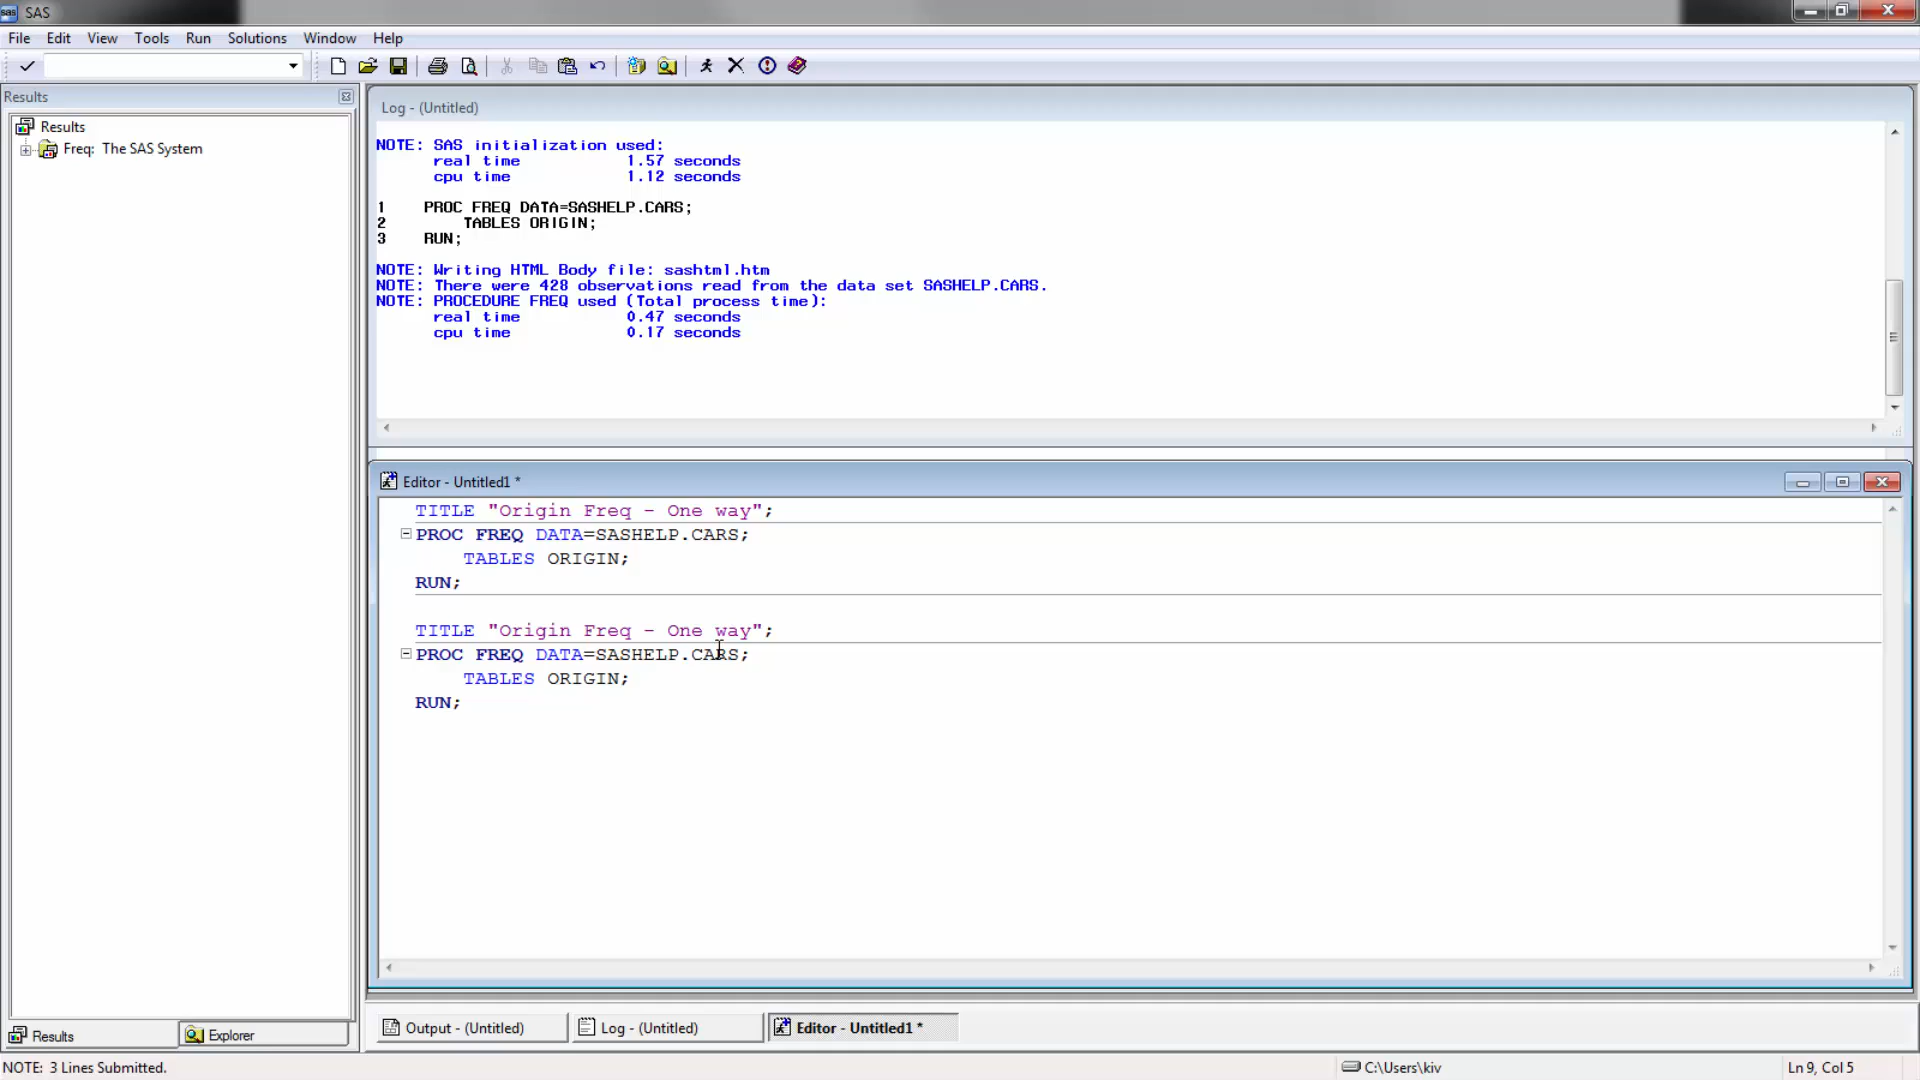 sas SAS
File Edit View Tools Run Solutions Window Help
Results
Results
Freq: The SAS System
Log - (Untitled)
NOTE: SAS initialization used:
real time 1.57 seconds
cpu time 1.12 seconds
1 PROC FREQ DATA=SASHELP.CARS;
2 TABLES ORIGIN;
3 RUN;
NOTE: Writing HTML Body file: sashtml.htm
NOTE: There were 428 observations read from the data set SASHELP.CARS.
NOTE: PROCEDURE FREQ used (Total process time):
real time 0.47 seconds
cpu time 0.17 seconds
Editor - Untitled1 *
TITLE "Origin Freq - One way";
PROC FREQ DATA=SASHELP.CARS;
TABLES ORIGIN;
RUN;
TITLE "Origin Freq - One way";
PROC FREQ DATA=SASHELP.CARS;
TABLES ORIGIN;
RUN;
Results Explorer
Output - (Untitled) Log - (Untitled) Editor - Untitled1 *
NOTE: 3 Lines Submitted. C:\Users\kiv Ln 9, Col 5